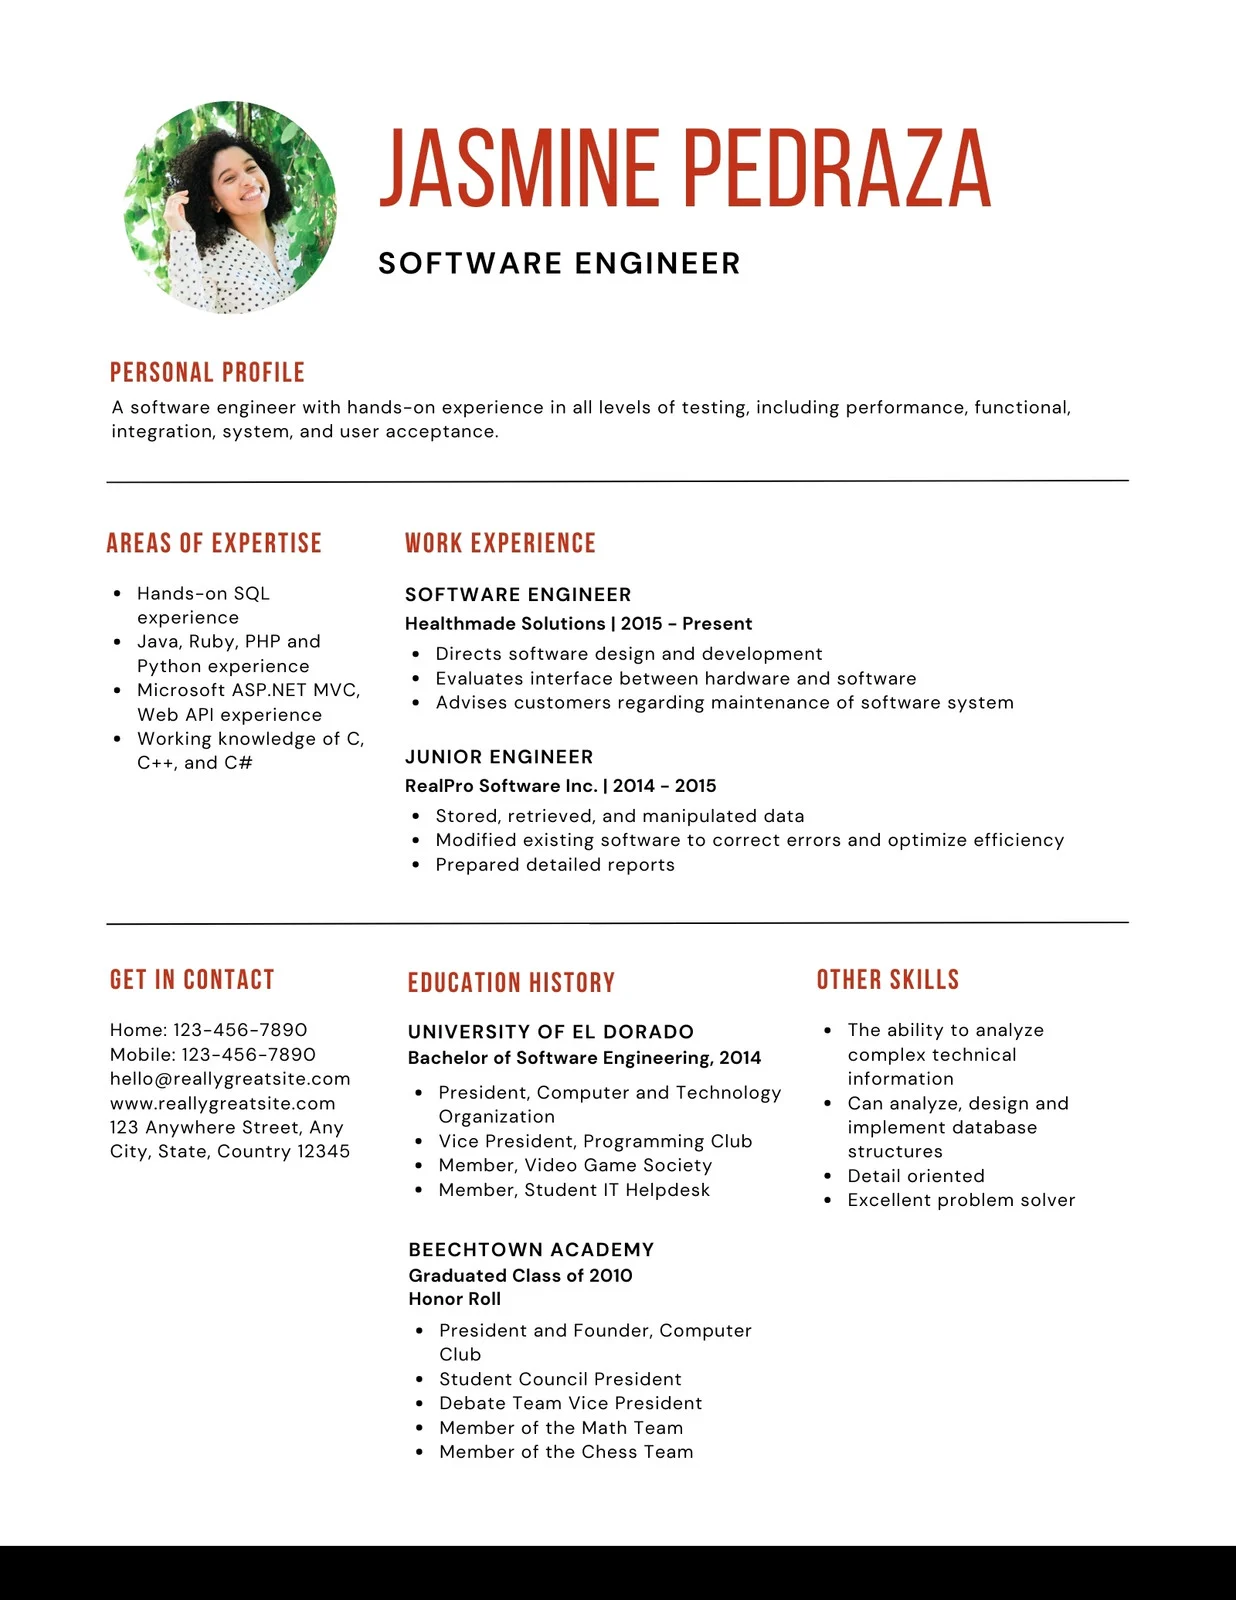 JASMINE PEDRAZA
SOFTWARE ENGINEER
PERSONAL PROFILE
A software engineer with hands-on experience in all levels of testing, including performance, functional,
integration, system, and user acceptance.
AREAS OF EXPERTISE
• Hands-on SQL
experience
• Java, Ruby, PHP and
Python experience
• Microsoft ASP.NET MVC,
Web API experience
• Working knowledge of C,
C++, and C#
WORK EXPERIENCE
SOFTWARE ENGINEER
Healthmade Solutions | 2015 - Present
• Directs software design and development
• Evaluates interface between hardware and software
• Advises customers regarding maintenance of software system
JUNIOR ENGINEER
RealPro Software Inc. | 2014 - 2015
• Stored, retrieved, and manipulated data
• Modified existing software to correct errors and optimize efficiency
• Prepared detailed reports
GET IN CONTACT
Home: 123-456-7890
Mobile: 123-456-7890
hello@reallygreatsite.com
www.reallygreatsite.com
123 Anywhere Street, Any
City, State, Country 12345
EDUCATION HISTORY
UNIVERSITY OF EL DORADO
Bachelor of Software Engineering, 2014
• President, Computer and Technology
Organization
• Vice President, Programming Club
• Member, Video Game Society
• Member, Student IT Helpdesk
BEECHTOWN ACADEMY
Graduated Class of 2010
Honor Roll
• President and Founder, Computer
Club
• Student Council President
• Debate Team Vice President
• Member of the Math Team
• Member of the Chess Team
OTHER SKILLS
• The ability to analyze
complex technical
information
• Can analyze, design and
implement database
structures
• Detail oriented
• Excellent problem solver